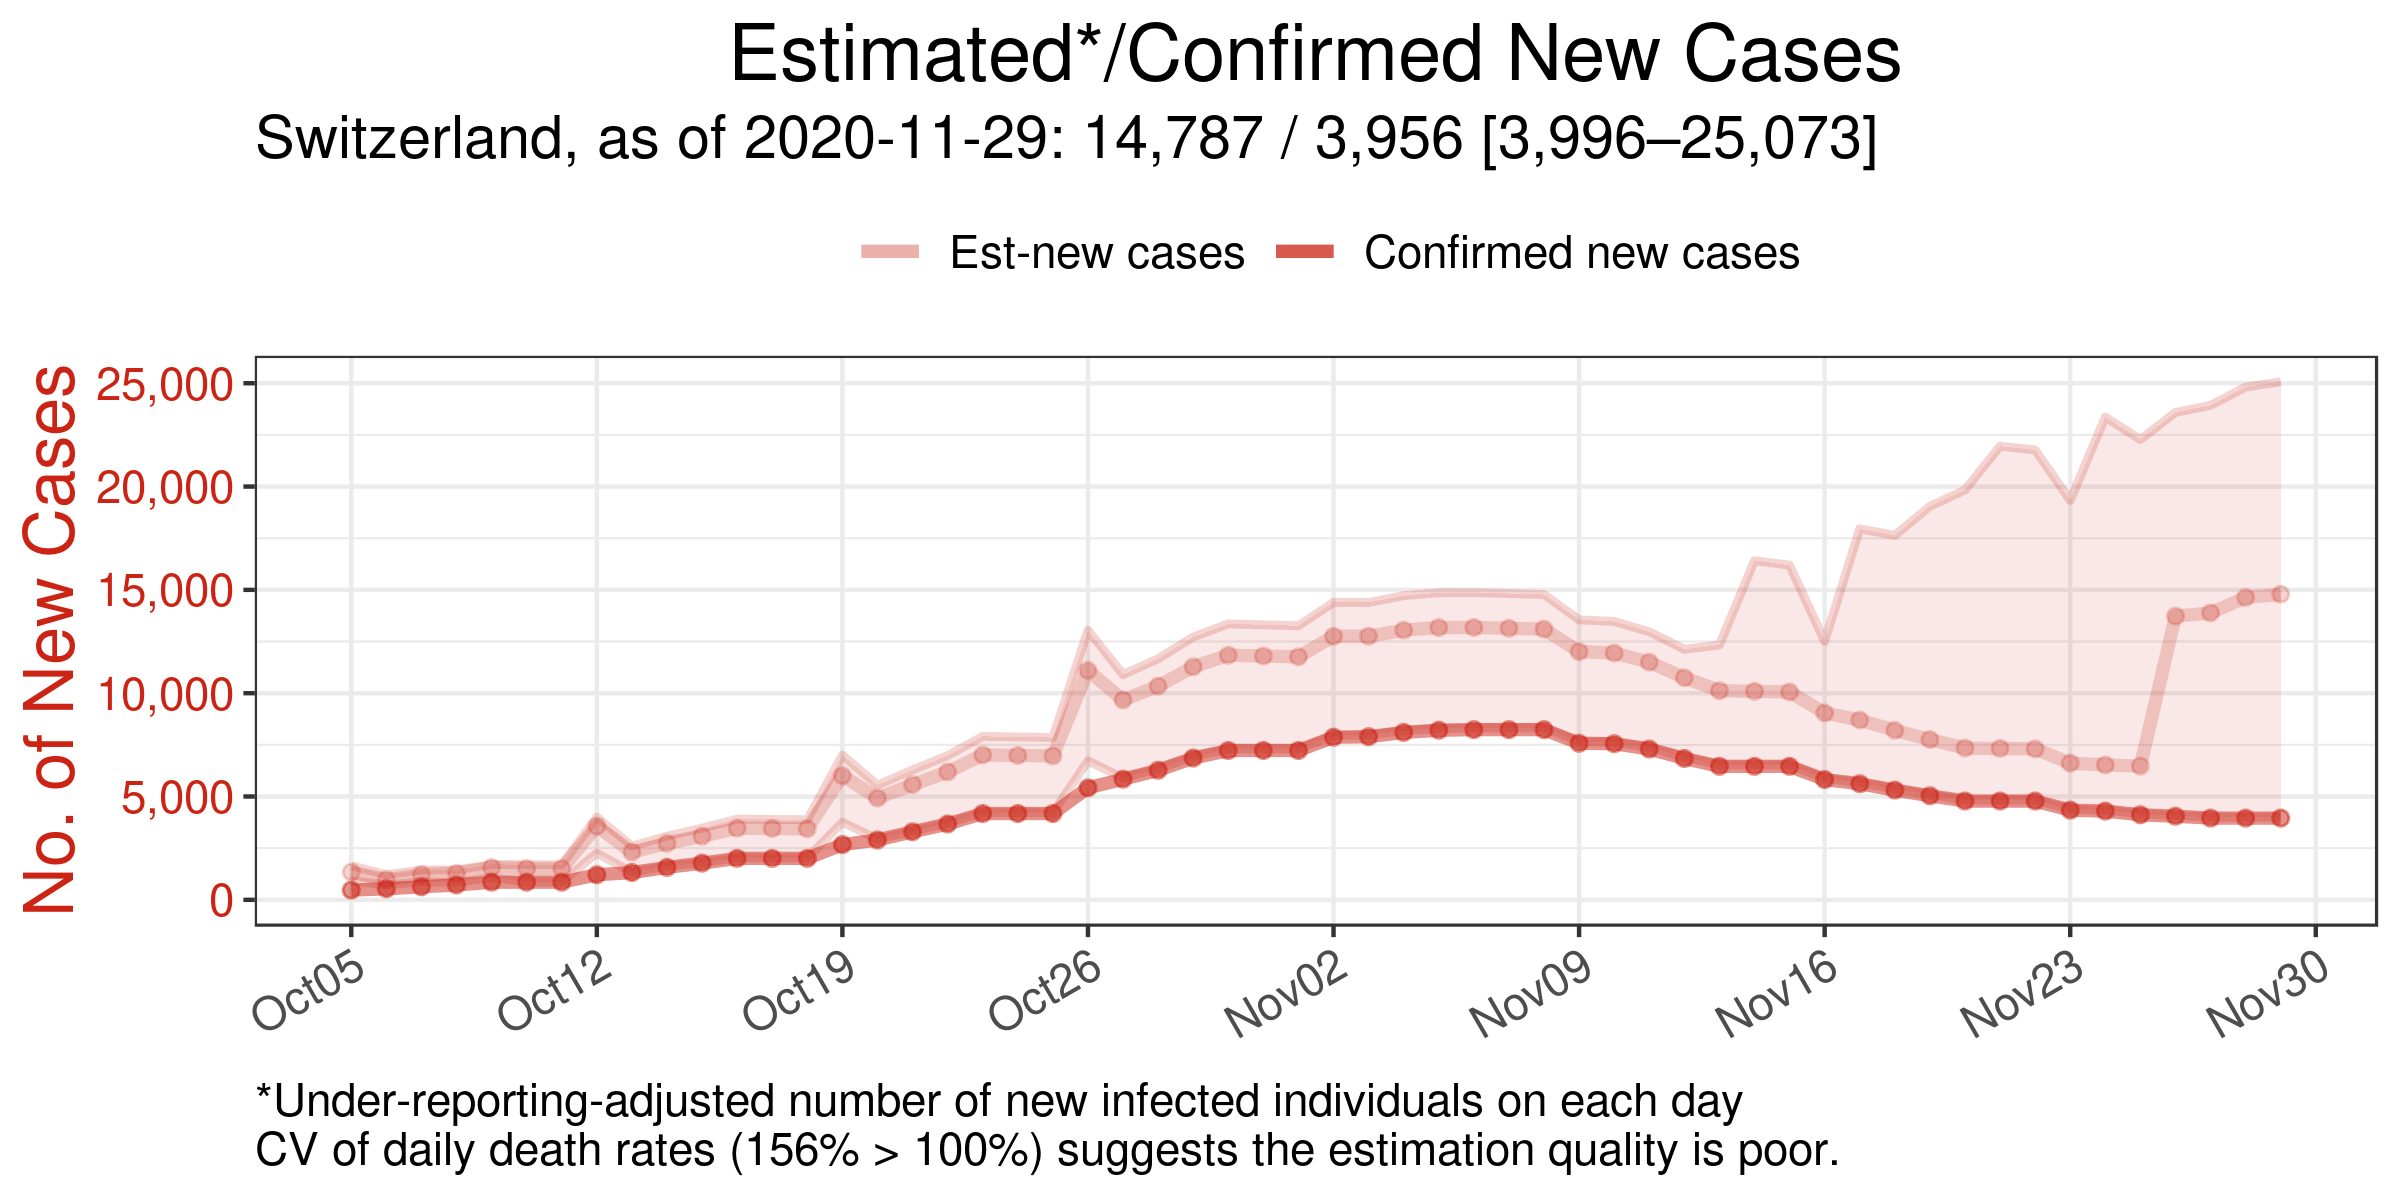 Estimated*/Confirmed New Cases
Switzerland, as of 2020-11-29: 14,787 / 3,956 [3,996–25,073]
Est-new cases
Confirmed new cases
No. of New Cases
25,000
20,000
15,000
10,000
5,000
0
Oct05
Oct12
Oct19
Oct26
Nov02
Nov09
Nov16
Nov23
Nov30
*Under-reporting-adjusted number of new infected individuals on each day
CV of daily death rates (156% > 100%) suggests the estimation quality is poor.